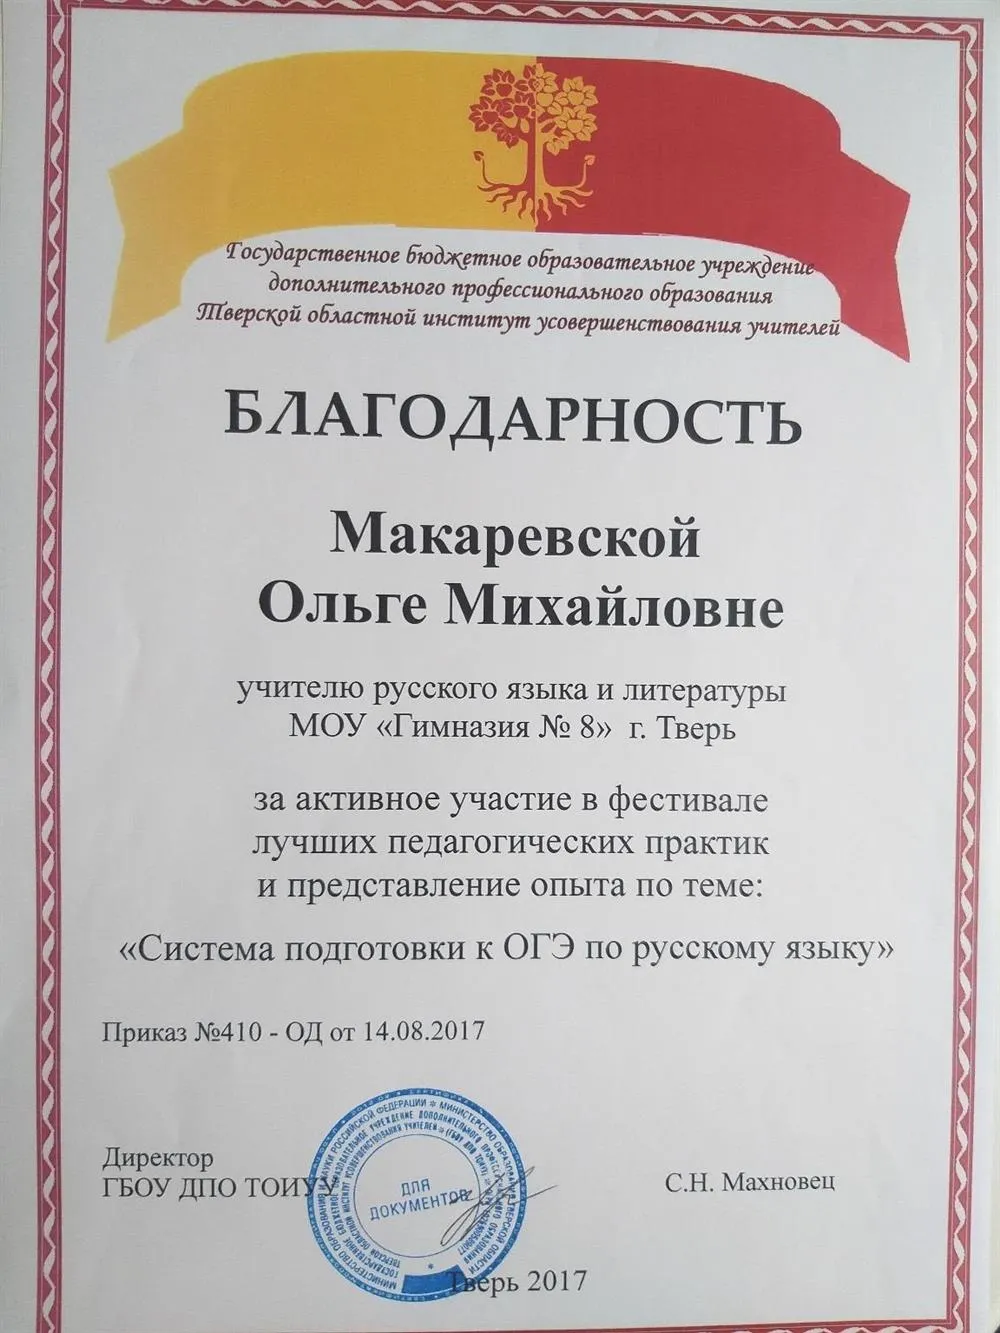 Государственное бюджетное образовательное учреждение
дополнительного профессионального образования
Тверской областной институт усовершенствования учителей
БЛАГОДАРНОСТЬ
Макаревской
Ольге Михайловне
учителю русского языка и литературы
МОУ «Гимназия № 8» г. Тверь
за активное участие в фестивале
лучших педагогических практик
и представление опыта по теме:
«Система подготовки к ОГЭ по русскому языку»
Приказ №410 - ОД от 14.08.2017
Директор
ГБОУ ДПО ТОИУУ
С.Н. Махновец
ДЛЯ
ДОКУМЕНТОВ
Тверь 2017